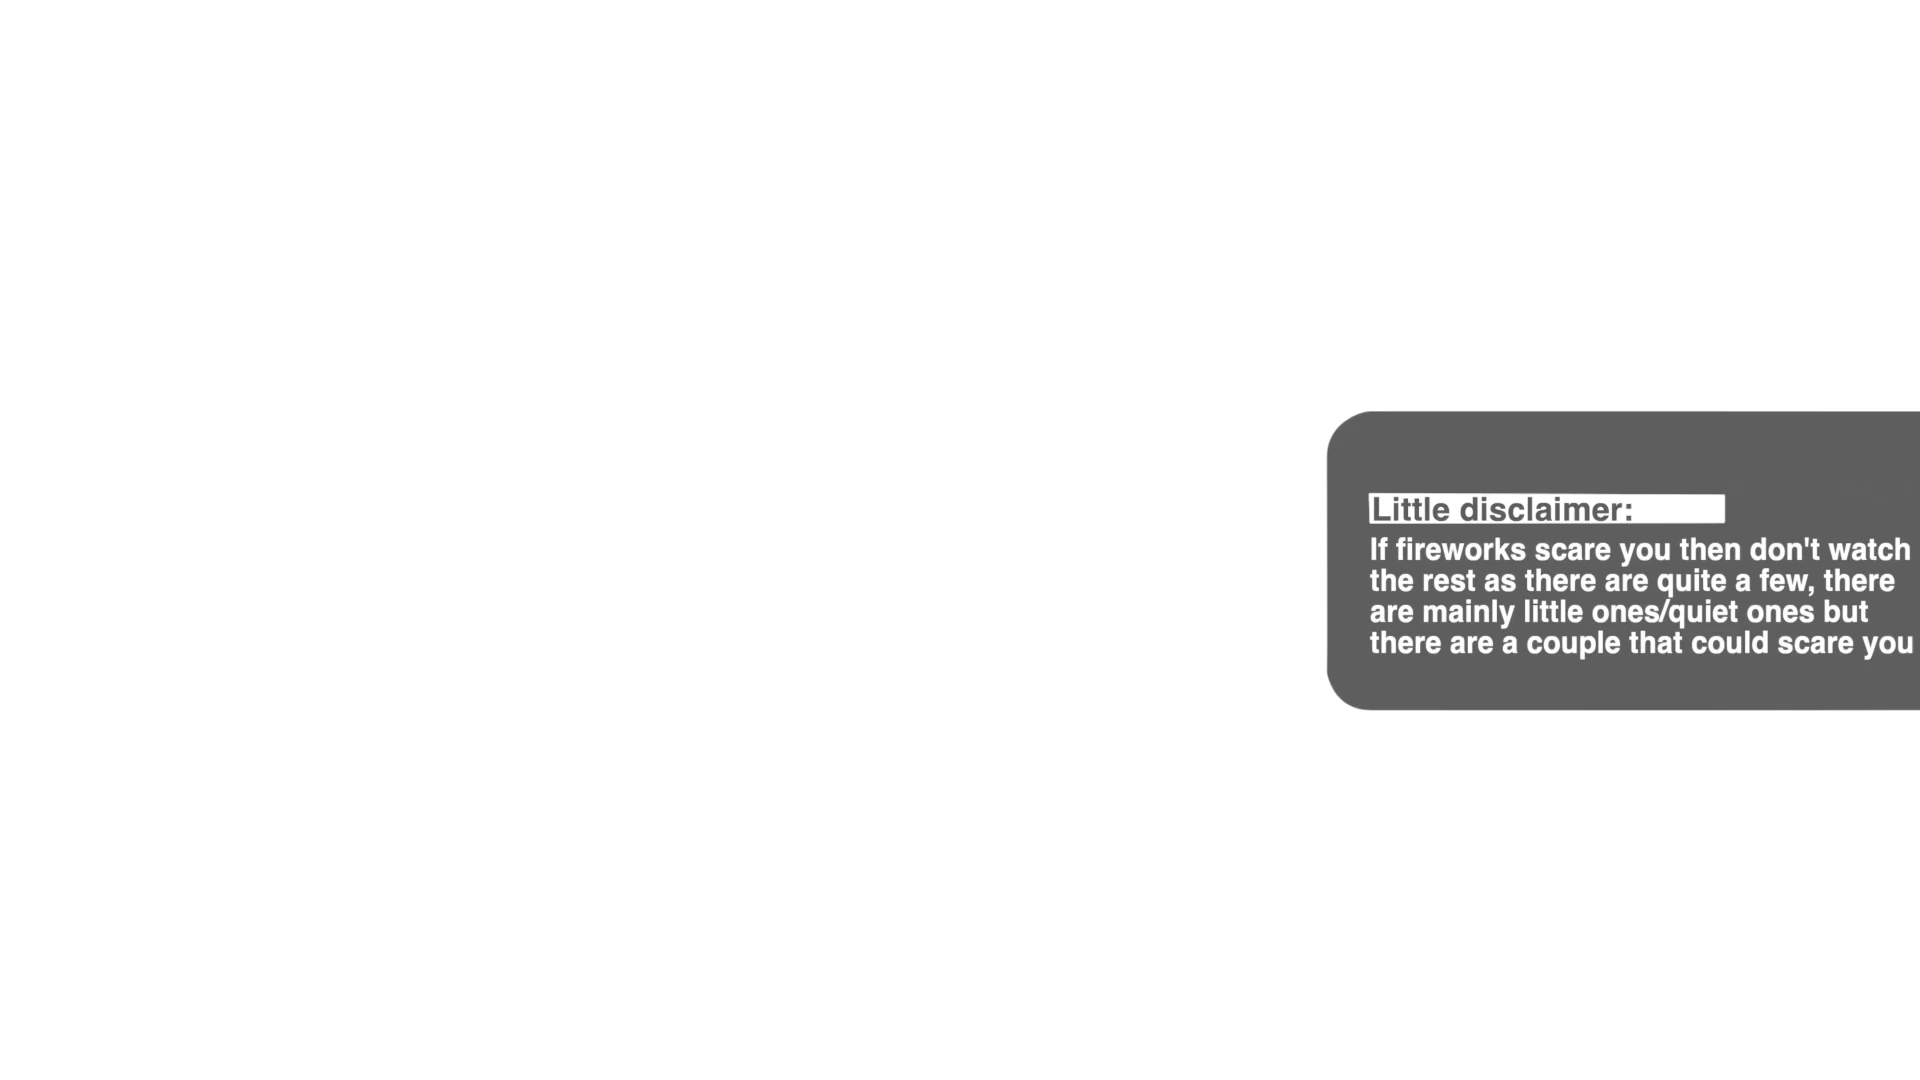 Little disclaimer:
If fireworks scare you then don't watch
the rest as there are quite a few, there
are mainly little ones/quiet ones but
there are a couple that could scare you